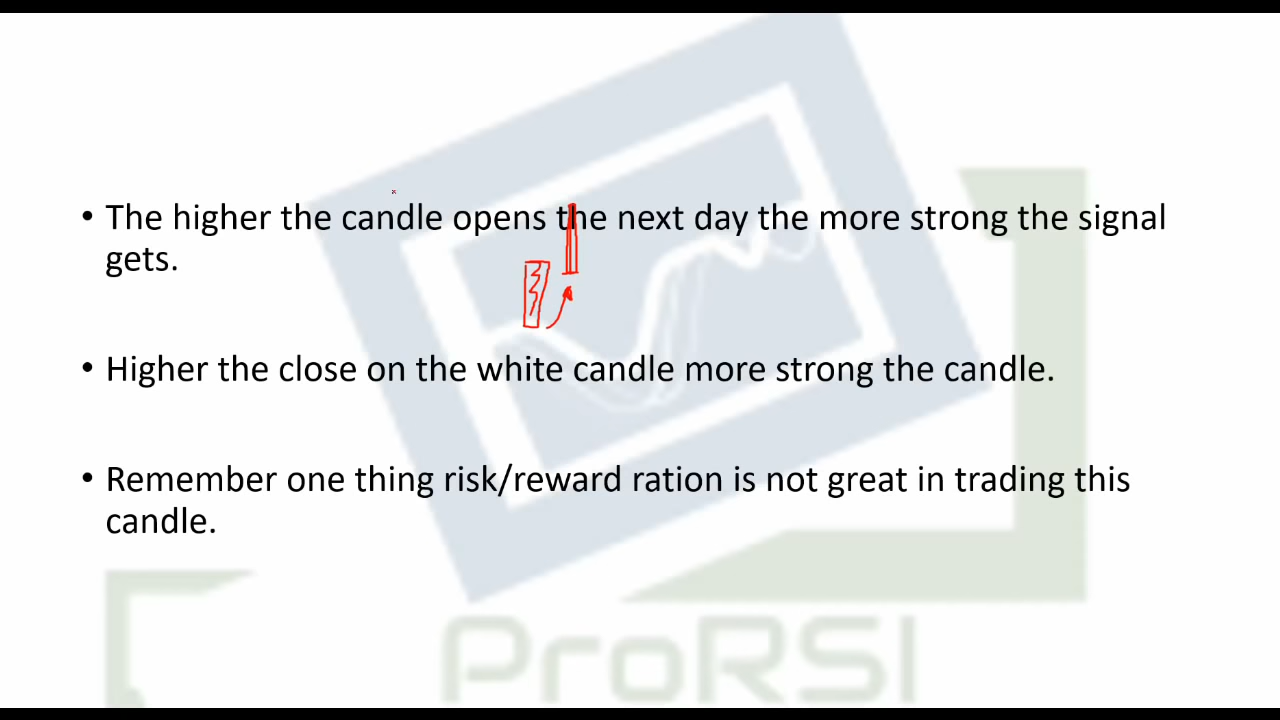 • The higher the candle opens the next day the more strong the signal
gets.
• Higher the close on the white candle more strong the candle.
• Remember one thing risk/reward ration is not great in trading this
candle.
ProRSI